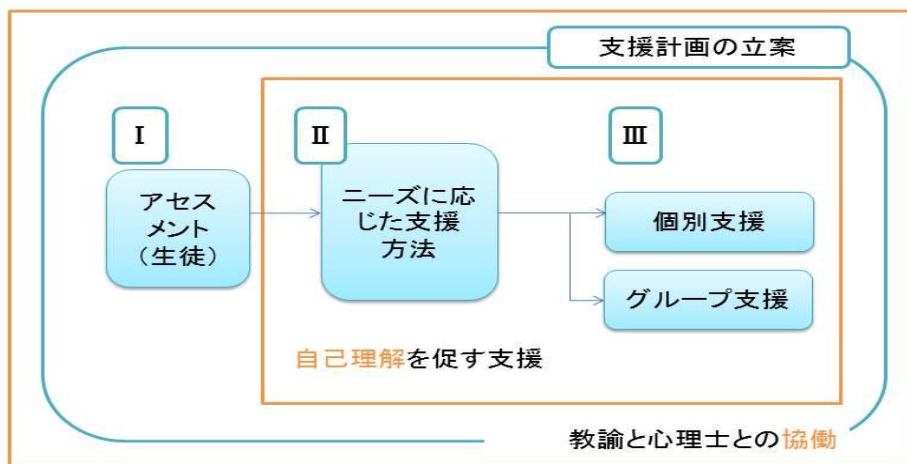 支援計画の立案
Ⅰ
Ⅱ
Ⅲ
アセス
メント
（生徒）
ニーズに応
じた支援
方法
個別支援
グループ支援
自己理解を促す支援
教諭と心理士との協働